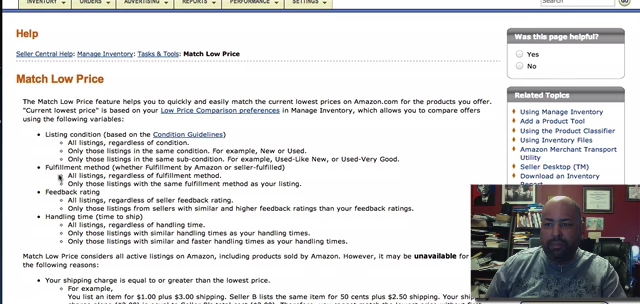 INVENTORY ORDERS ADVERTISING REPORTS PERFORMANCE SETTINGS
Search
Help
Was this page helpful?
Seller Central Help: Manage Inventory: Tasks & Tools: Match Low Price
Yes
No
Match Low Price
Related Topics
The Match Low Price feature helps you to quickly and easily match the current lowest prices on Amazon.com for the products you offer.
"Current lowest price" is based on your Low Price Comparison preferences in Manage Inventory, which allows you to compare offers
using the following variables:
Using Manage Inventory
Add a Product Tool
Using the Product Classifier
Using Inventory Files
Amazon Merchant Transport
Utility
Seller Desktop (TM)
Download an Inventory
Report
Listing condition (based on the Condition Guidelines)
All listings, regardless of condition.
Only those listings in the same condition. For example, New or Used.
Only those listings in the same sub-condition. For example, Used-Like New, or Used-Very Good.
Fulfillment method (whether Fulfillment by Amazon or seller-fulfilled)
All listings, regardless of fulfillment method.
Only those listings with the same fulfillment method as your listing.
Feedback rating
All listings, regardless of seller feedback rating.
Only those listings from sellers with similar and higher feedback ratings than your feedback ratings.
Handling time (time to ship)
All listings, regardless of handling time.
Only those listings with similar handling times as your handling times.
Only those listings with similar and faster handling times as your handling times.
Match Low Price considers all active listings on Amazon, including products sold by Amazon. However, it may be unavailable for
the following reasons:
Your shipping charge is equal to or greater than the lowest price.
For example,
You list an item for $1.00 plus $3.00 shipping. Seller B lists the same item for 50 cents plus $2.50 shipping. Your